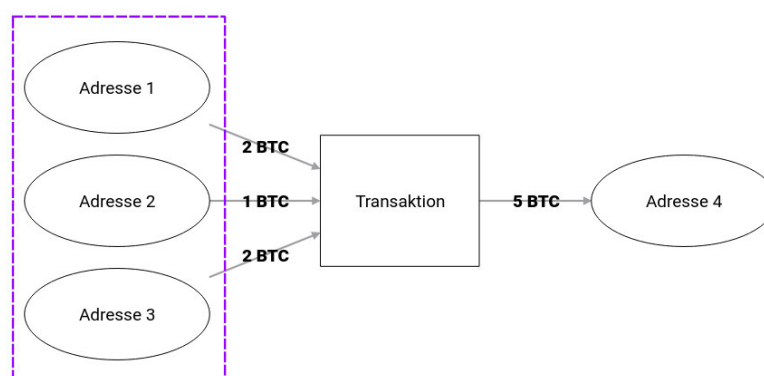 Adresse 1
2 BTC
Adresse 2
1 BTC
Transaktion
5 BTC
Adresse 4
2 BTC
Adresse 3